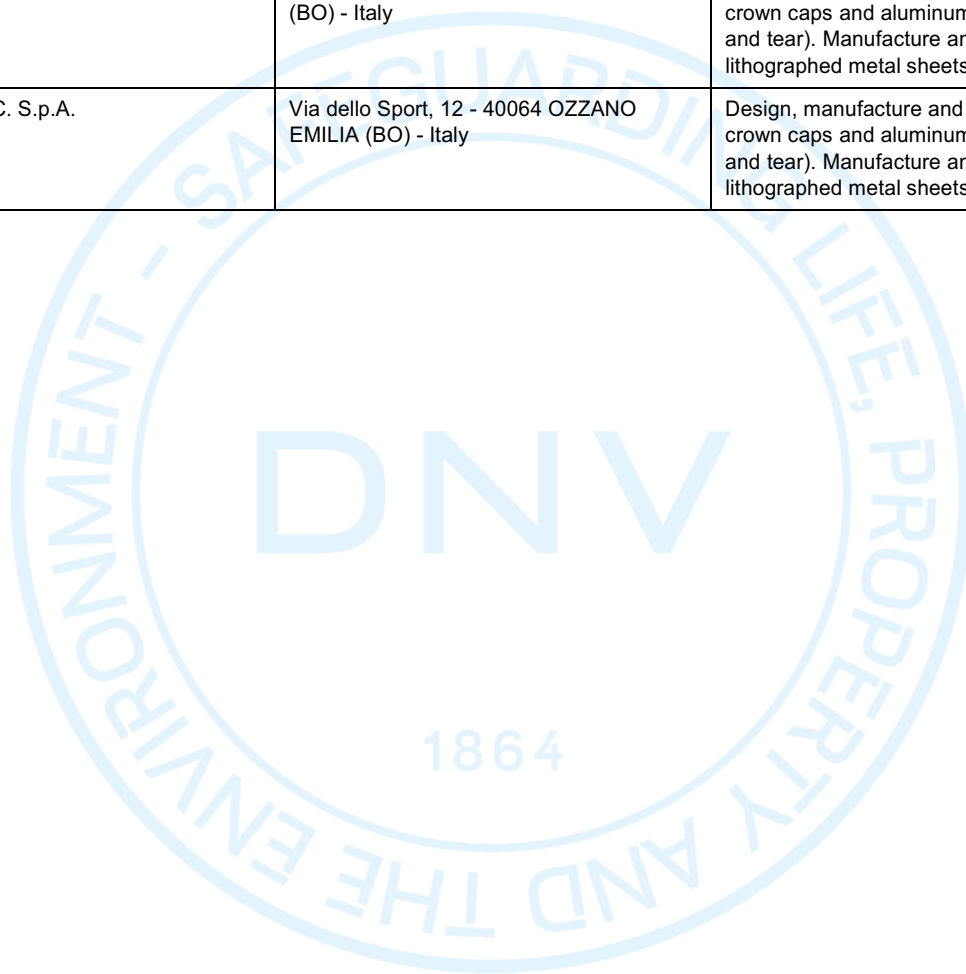 (BO) - Italy
crown caps and aluminum
and tear). Manufacture
lithographed metal sheets
S.p.A.
Via dello Sport, 12 - 40064 OZZANO
EMILIA (BO) - Italy
Design, manufacture and
crown caps and aluminum
and tear). Manufacture
lithographed metal sheets
SAFEGUARDING LIFE, PROPERTY AND THE ENVIRONMENT -
DNV
1864